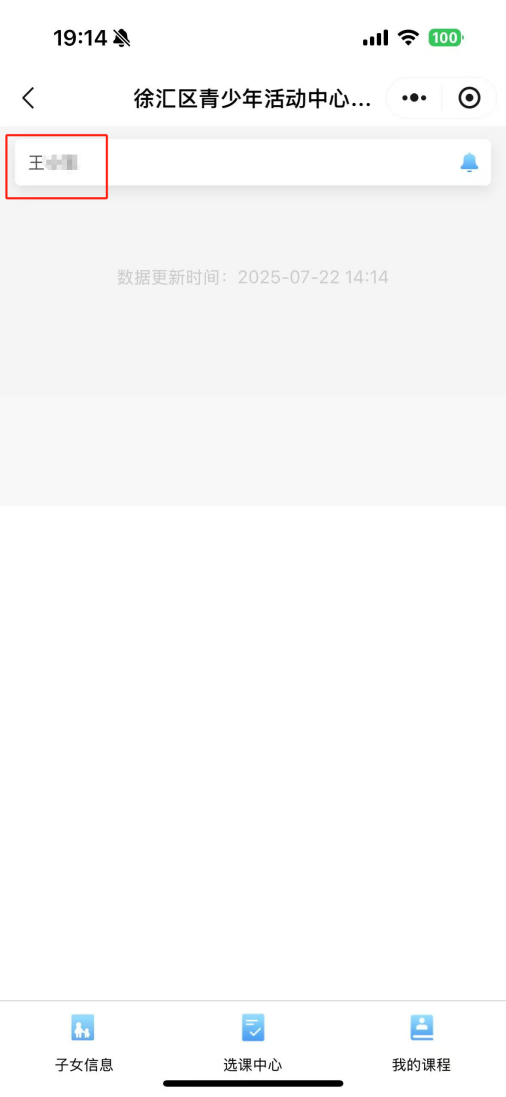 19:14
100
徐汇区青少年活动中心...
王
数据更新时间：2025-07-22 14:14
子女信息
选课中心
我的课程